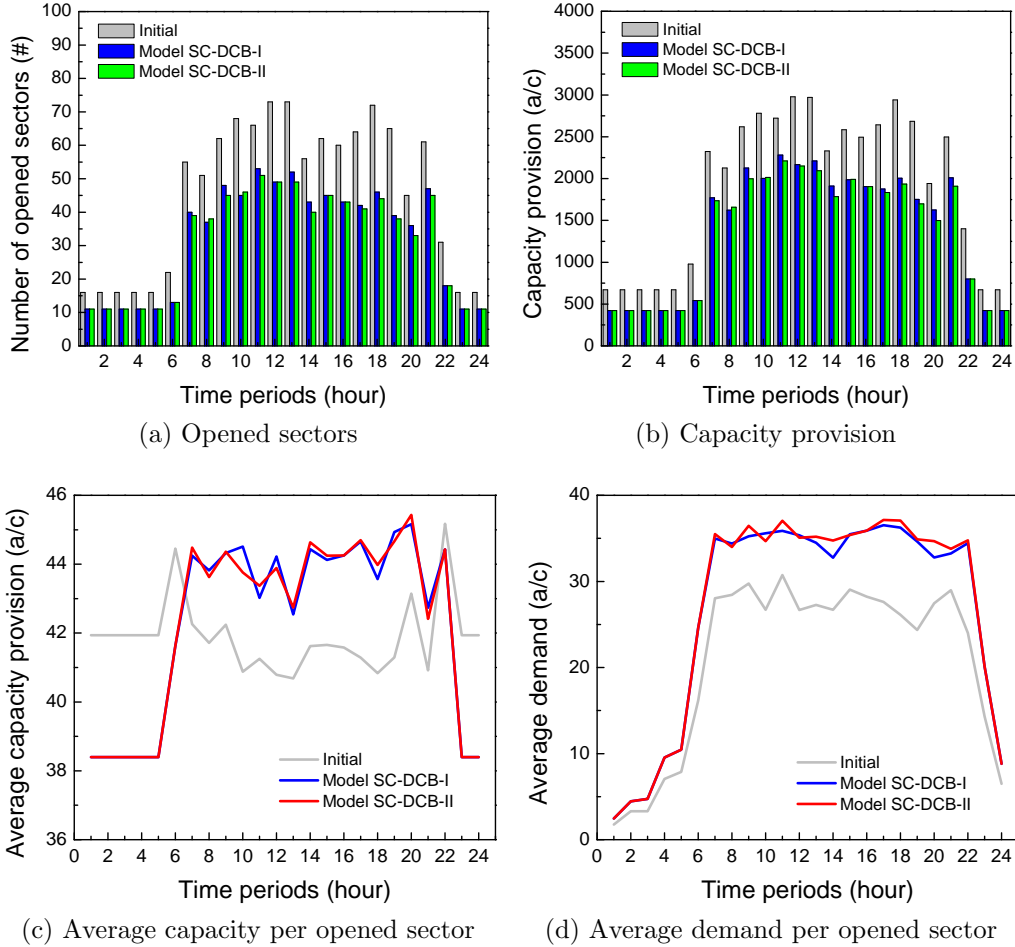 100
90
80
70
60
50
40
30
20
10
0
Number of opened sectors (#)
Initial
Model SC-DCB-I
Model SC-DCB-II
2 4 6 8 10 12 14 16 18 20 22 24
Time periods (hour)
(a) Opened sectors
4000
3500
3000
2500
2000
1500
1000
500
0
Capacity provision (a/c)
Initial
Model SC-DCB-I
Model SC-DCB-II
2 4 6 8 10 12 14 16 18 20 22 24
Time periods (hour)
(b) Capacity provision
46
44
42
40
38
36
Average capacity provision (a/c)
Initial
Model SC-DCB-I
Model SC-DCB-II
0 2 4 6 8 10 12 14 16 18 20 22 24
Time periods (hour)
(c) Average capacity per opened sector
40
30
20
10
0
Average demand (a/c)
Initial
Model SC-DCB-I
Model SC-DCB-II
0 2 4 6 8 10 12 14 16 18 20 22 24
Time periods (hour)
(d) Average demand per opened sector